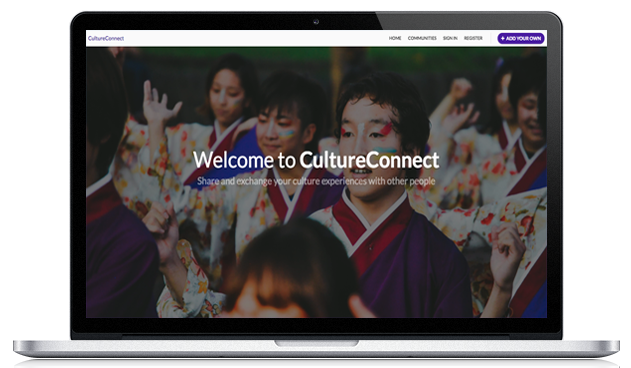 CultureConnect
HOME COMMUNITIES SIGN IN REGISTER + ADD YOUR OWN
Welcome to CultureConnect
Share and exchange your culture experiences with other people